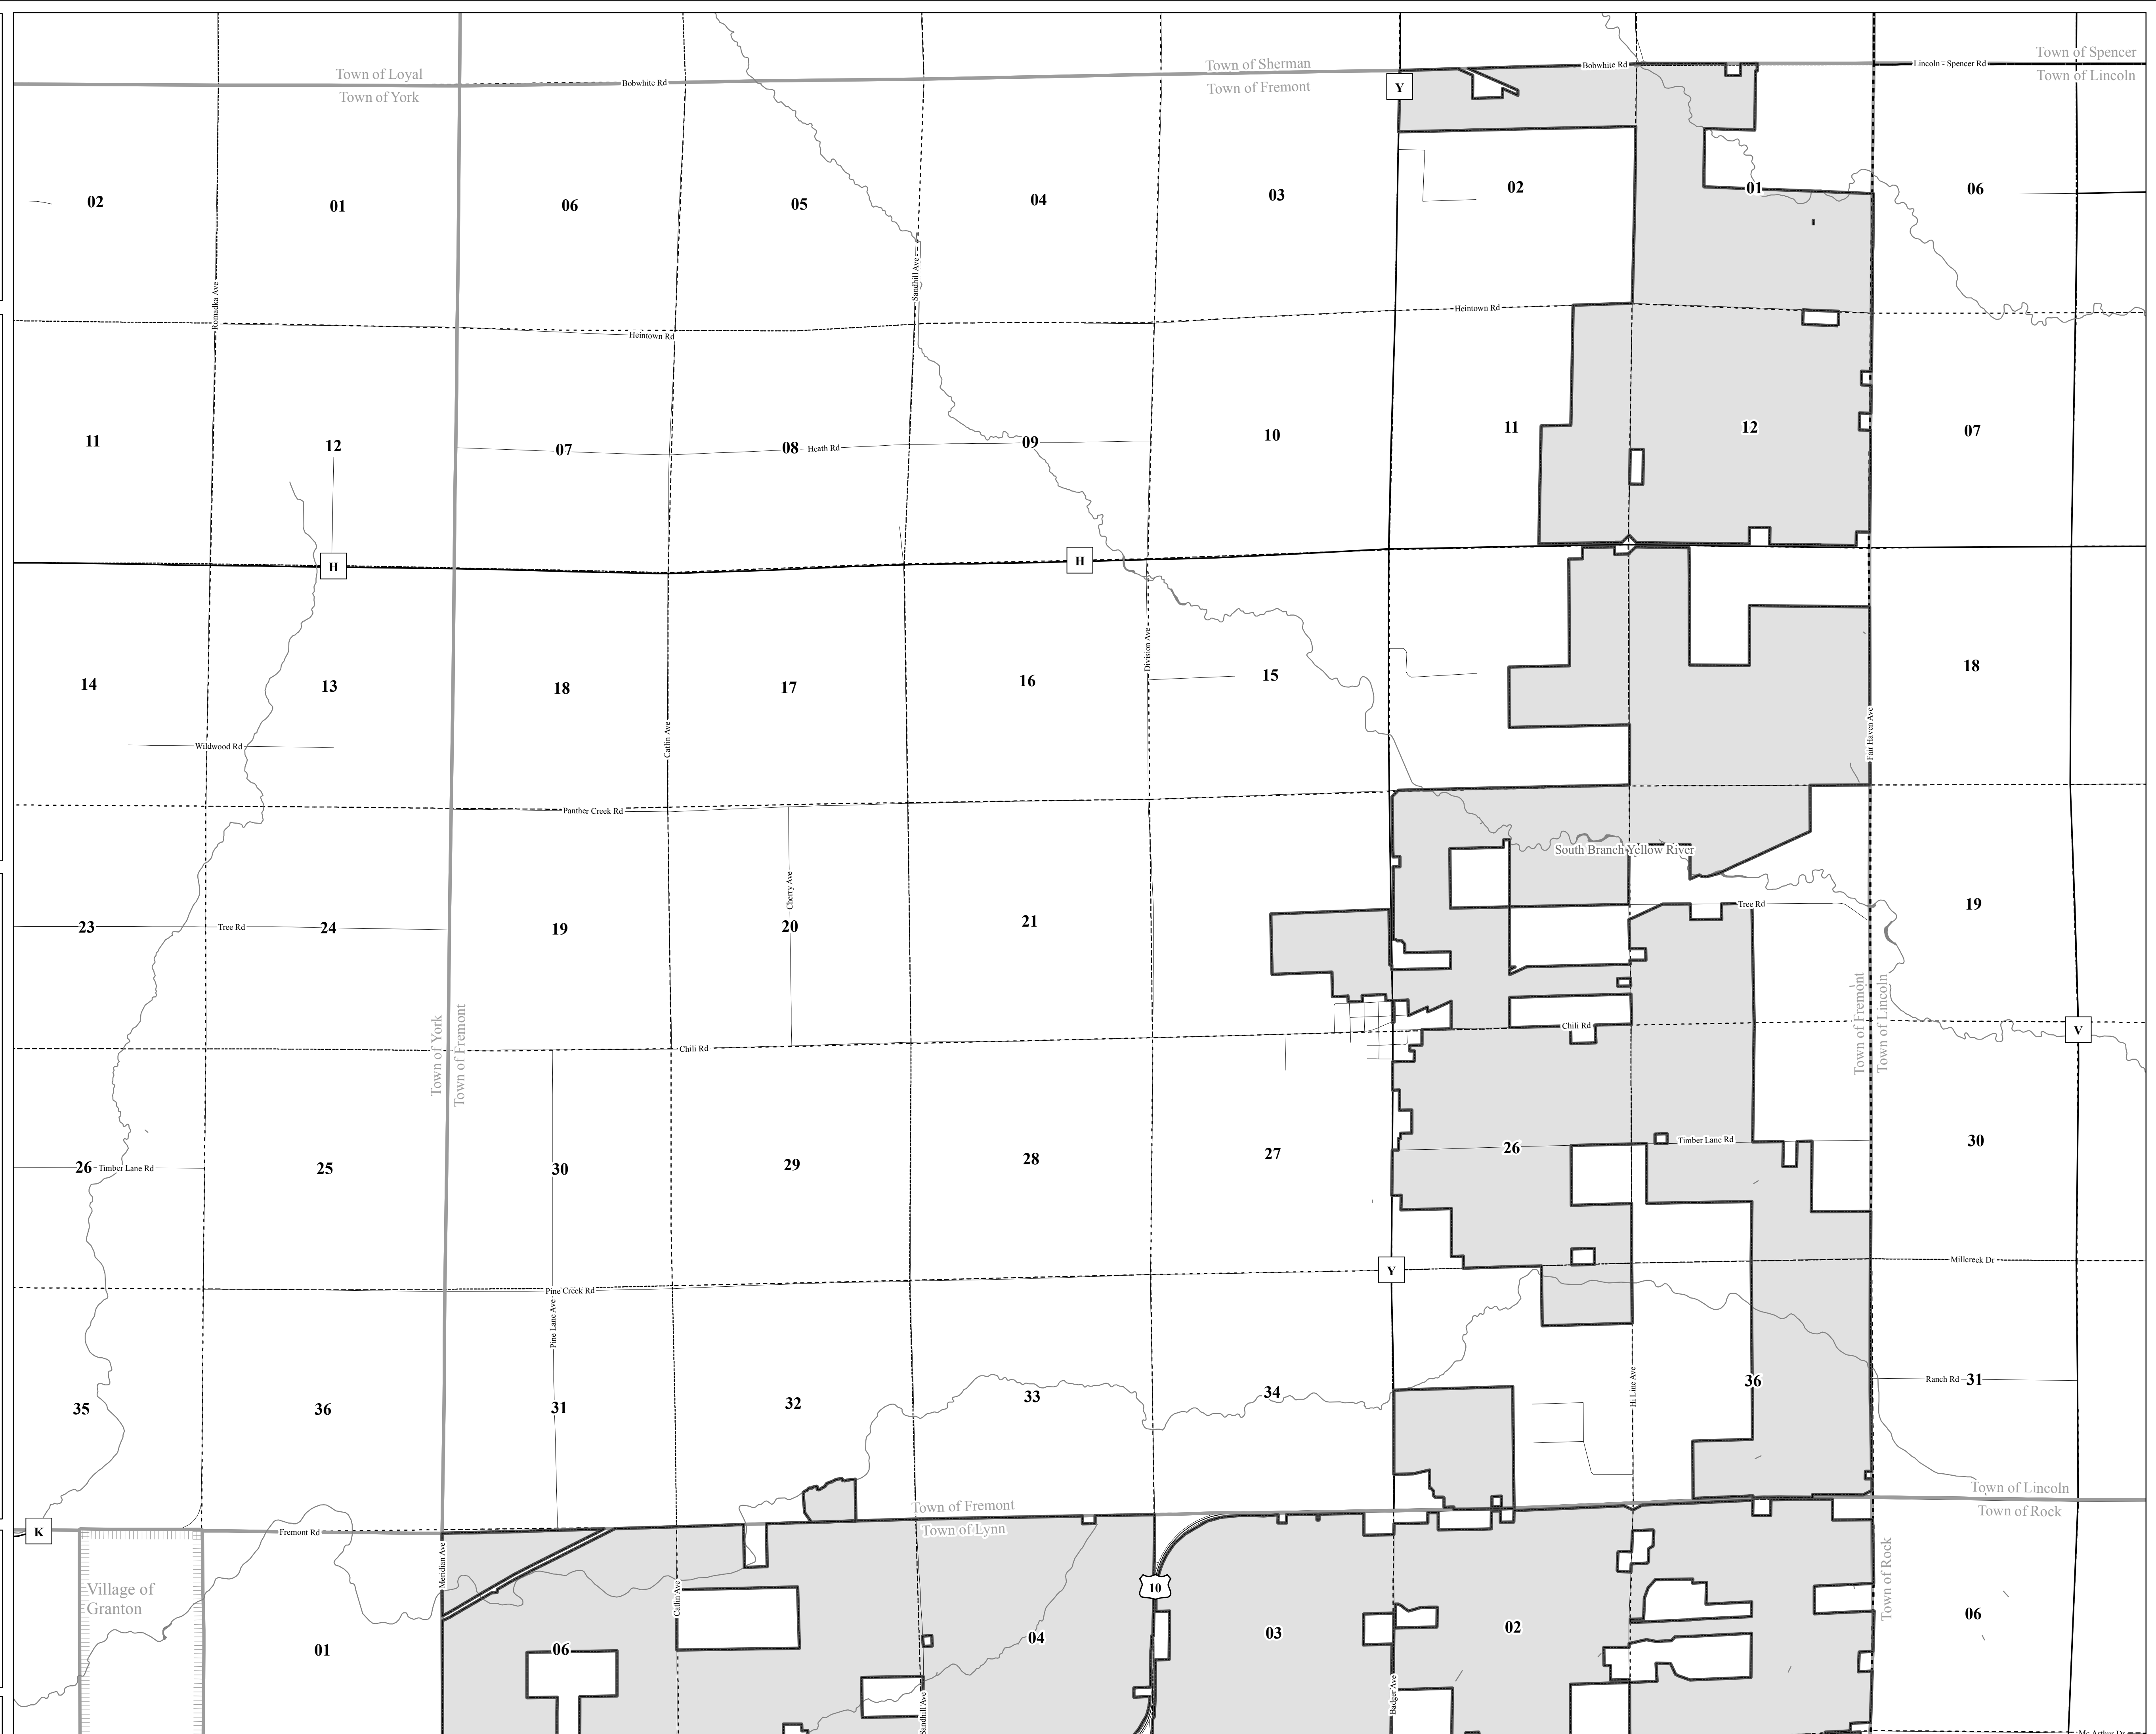 Town of Spencer
Town of Sherman
Bobwhite Rd
Lincoln - Spencer Rd
Town of Loyal
Town of Lincoln
Bobwhite Rd
Town of Fremont
Y
Town of York
02
01
06
05
04
03
02
01
06
Romadka Ave
Sandhill Ave
Heintown Rd
Heintown Rd
11
12
07
08
Heath Rd
09
10
11
12
07
H
H
14
13
18
17
16
15
18
Division Ave
Catlin Ave
Fair Haven Ave
Wildwood Rd
Panther Creek Rd
South Branch Yellow River
Cherry Ave
23
Tree Rd
24
19
20
21
Tree Rd
19
Town of York
Town of Fremont
Town of Fremont
Town of Lincoln
Chili Rd
Chili Rd
V
26
Timber Lane Rd
25
30
29
28
27
26
Timber Lane Rd
30
Y
Millcreek Dr
Pine Creek Rd
Pine Lane Ave
35
36
31
32
33
34
Hi Line Ave
36
Ranch Rd
31
Town of Lincoln
Town of Fremont
Town of Rock
K
Fremont Rd
Town of Lynn
Meridian Ave
Catlin Ave
10
Town of Rock
Village of
Granton
01
06
04
03
02
06
Sandhill Ave
Badger Ave
Mc Arthur Dr